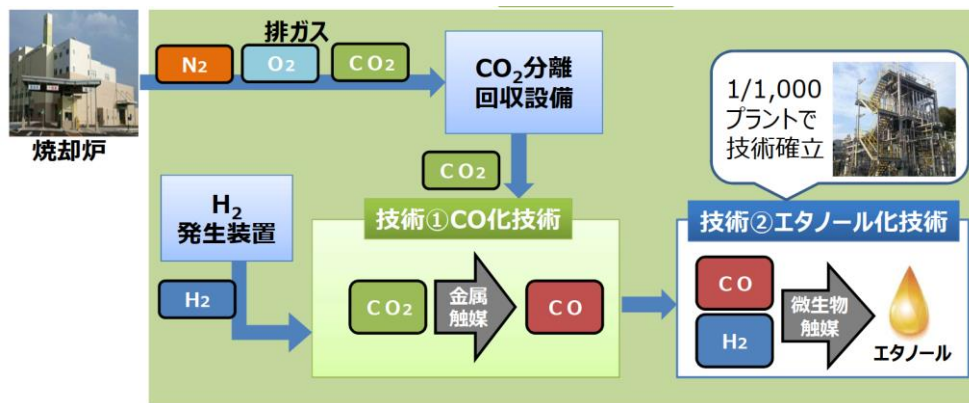 焼却炉
排ガス
N2
O2
CO2
CO2分離
回収設備
CO2
H2
発生装置
H2
技術①CO化技術
CO2
金属
触媒
CO
1/1,000
プラントで
技術確立
技術②エタノール化技術
CO
H2
微生物
触媒
エタノール